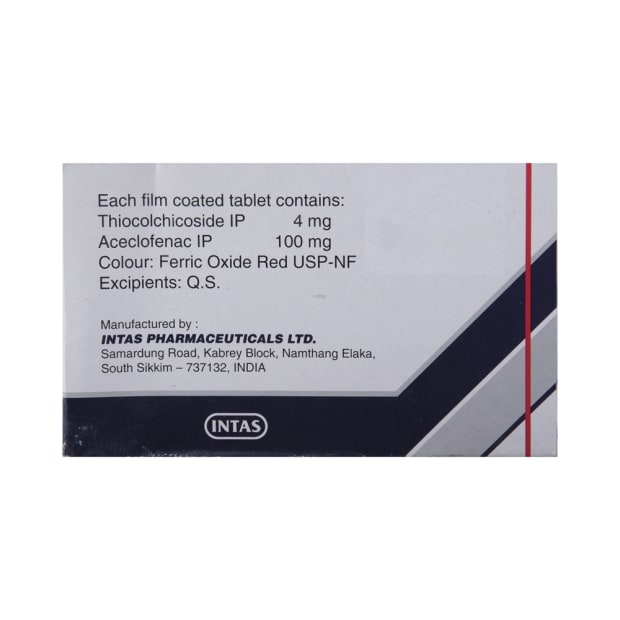 Each film coated tablet contains:
Thiocolchicoside IP 4 mg
Aceclofenac IP 100 mg
Colour: Ferric Oxide Red USP-NF
Excipients: Q.S.
Manufactured by :
INTAS PHARMACEUTICALS LTD.
Samardung Road, Kabrey Block, Namthang Elaka,
South Sikkim – 737132, INDIA
INTAS